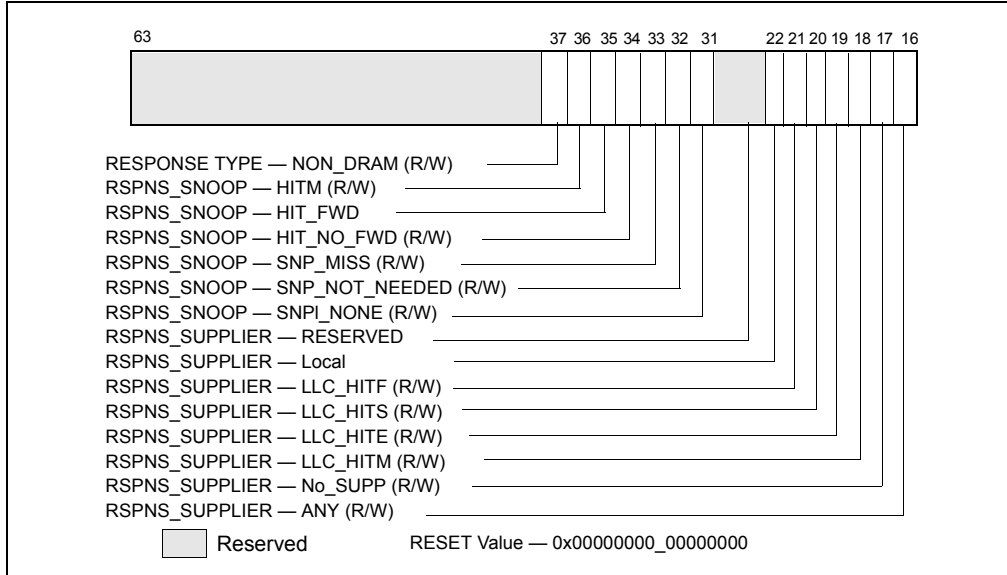 63 37 36 35 34 33 32 31 22 21 20 19 18 17 16
RESPONSE TYPE — NON_DRAM (R/W)
RSPNS_SNOOP — HITM (R/W)
RSPNS_SNOOP — HIT_FWD
RSPNS_SNOOP — HIT_NO_FWD (R/W)
RSPNS_SNOOP — SNP_MISS (R/W)
RSPNS_SNOOP — SNP_NOT_NEEDED (R/W)
RSPNS_SNOOP — SNPl_NONE (R/W)
RSPNS_SUPPLIER — RESERVED
RSPNS_SUPPLIER — Local
RSPNS_SUPPLIER — LLC_HITF (R/W)
RSPNS_SUPPLIER — LLC_HITS (R/W)
RSPNS_SUPPLIER — LLC_HITE (R/W)
RSPNS_SUPPLIER — LLC_HITM (R/W)
RSPNS_SUPPLIER — No_SUPP (R/W)
RSPNS_SUPPLIER — ANY (R/W)
Reserved RESET Value — 0x00000000_00000000